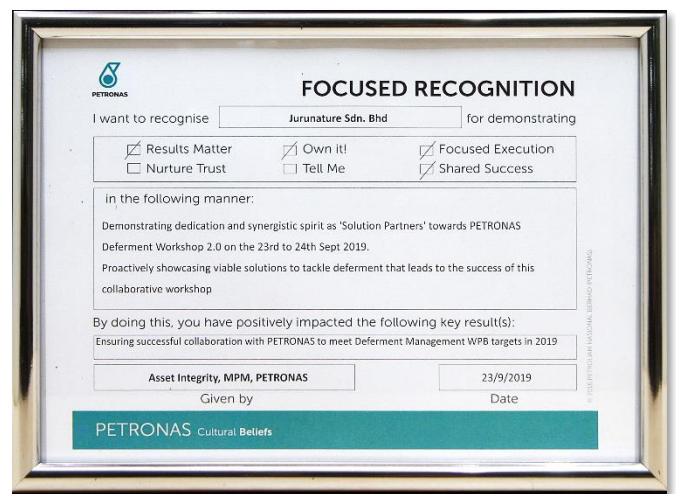 PETRONAS
FOCUSED RECOGNITION
I want to recognise Jurunature Sdn. Bhd for demonstrating
Results Matter Own it! Focused Execution
Nurture Trust Tell Me Shared Success
in the following manner:
Demonstrating dedication and synergistic spirit as 'Solution Partners' towards PETRONAS
Deferment Workshop 2.0 on the 23rd to 24th Sept 2019.
Proactively showcasing viable solutions to tackle deferment that leads to the success of this
collaborative workshop
By doing this, you have positively impacted the following key result(s):
Ensuring successful collaboration with PETRONAS to meet Deferment Management WPB targets in 2019
Asset Integrity, MPM, PETRONAS 23/9/2019
Given by Date
PETRONAS Cultural Beliefs
PETROLIAM NASIONAL BERHAD (PETRONAS)